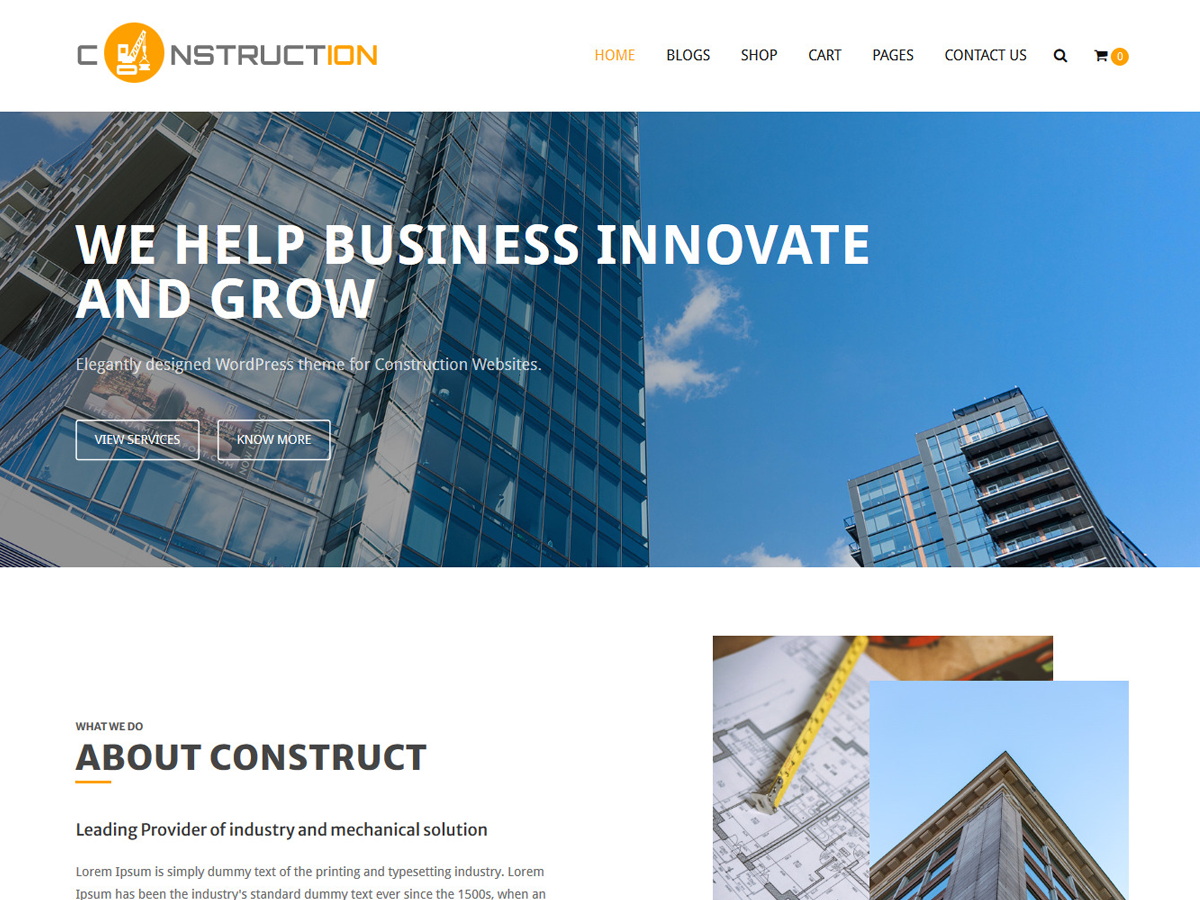 C NSTRUCTION
HOME BLOGS SHOP CART PAGES CONTACT US 0
WE HELP BUSINESS INNOVATE
AND GROW
Elegantly designed WordPress theme for Construction Websites.
VIEW SERVICES KNOW MORE
WHAT WE DO
ABOUT CONSTRUCT
Leading Provider of industry and mechanical solution
Lorem Ipsum is simply dummy text of the printing and typesetting industry. Lorem
Ipsum has been the industry's standard dummy text ever since the 1500s, when an